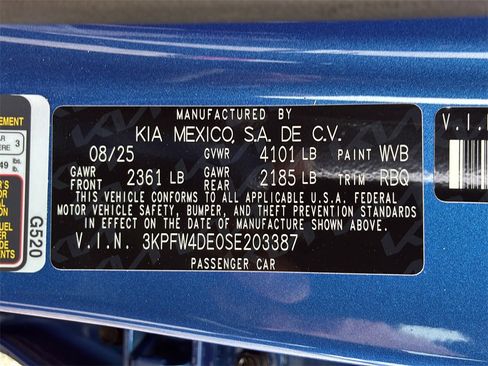 MANUFACTURED BY
KIA MEXICO, S.A. DE C.V.
08/25 GVWR 4101 LB PAINT WVB
GAWR FRONT 2361 LB GAWR REAR 2185 LB TRIM RBQ
THIS VEHICLE CONFORMS TO ALL APPLICABLE U.S.A. FEDERAL
MOTOR VEHICLE SAFETY, BUMPER, AND THEFT PREVENTION STANDARDS
IN EFFECT ON THE DATE OF MANUFACTURE SHOWN ABOVE.
V.I.N. 3KPFW4DE0SE203387
PASSENGER CAR
G520
V.I.
3